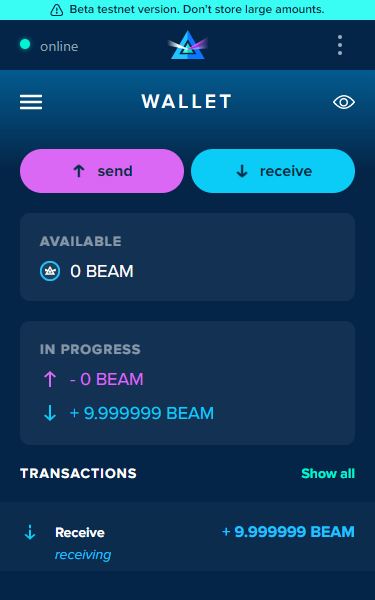 Beta testnet version. Don't store large amounts.
online
WALLET
send
receive
AVAILABLE
0 BEAM
IN PROGRESS
- 0 BEAM
+ 9.999999 BEAM
TRANSACTIONS Show all
Receive + 9.999999 BEAM
receiving